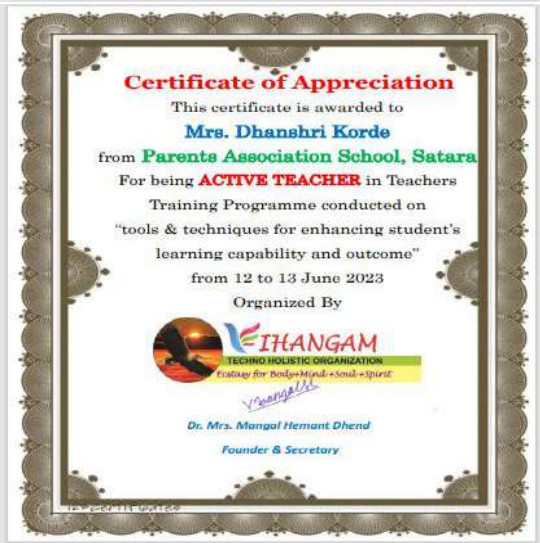 Certificate of Appreciation
This certificate is awarded to
Mrs. Dhanshri Korde
from Parents Association School, Satara
For being ACTIVE TEACHER in Teachers
Training Programme conducted on
"tools & techniques for enhancing student's
learning capability and outcome"
from 12 to 13 June 2023
Organized By
VIHANGAM
TECHNO HOLISTIC ORGANIZATION
Ecstasy for Body+Mind+Soul+Spirit
Dr. Mrs. Mangal Hemant Dhend
Founder & Secretary